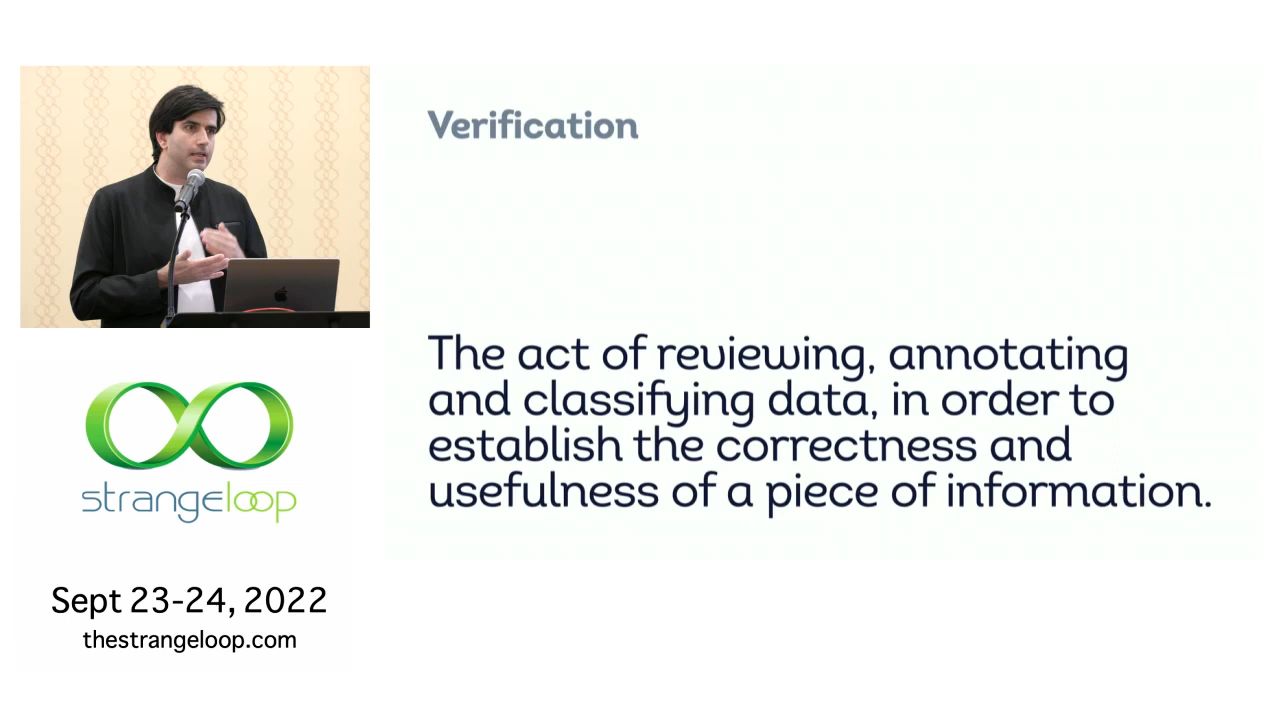 Verification
The act of reviewing, annotating
and classifying data, in order to
establish the correctness and
usefulness of a piece of information.
strangeloop
Sept 23-24, 2022
thestrangeloop.com